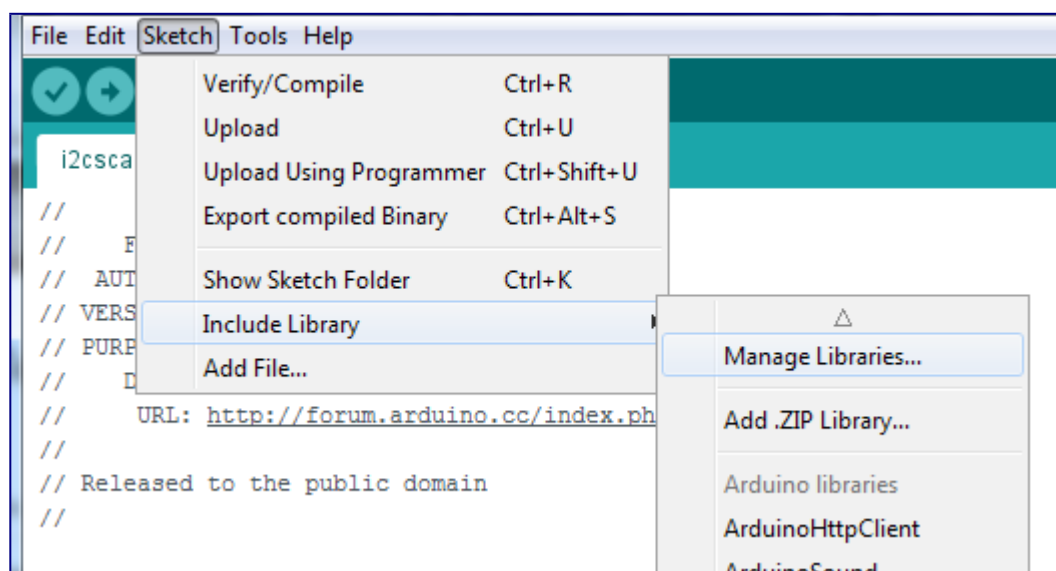 File Edit Sketch Tools Help
Verify/Compile Ctrl+R
Upload Ctrl+U
i2csca
Upload Using Programmer Ctrl+Shift+U
//
Export compiled Binary Ctrl+Alt+S
// F
// AUT
Show Sketch Folder Ctrl+K
// VERS
Include Library
// PURP
Manage Libraries...
Add File...
// D
// URL: http://forum.arduino.cc/index.ph
Add .ZIP Library...
//
// Released to the public domain
Arduino libraries
//
ArduinoHttpClient
ArduinoSound